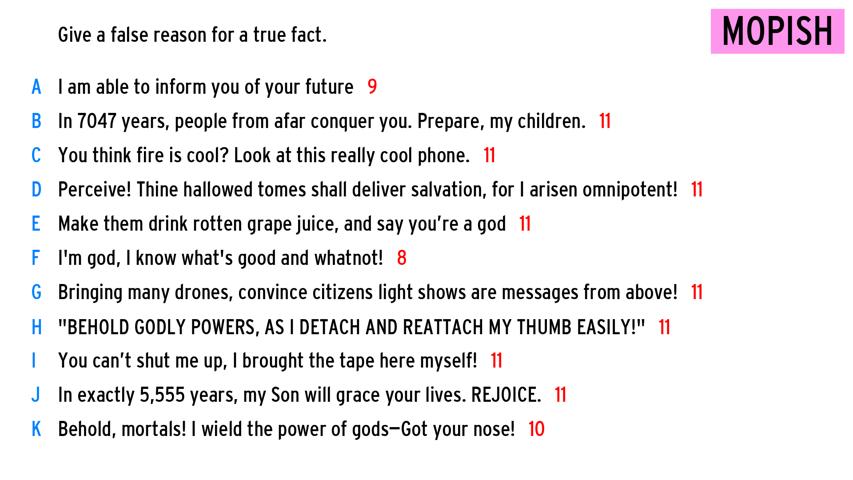 Give a false reason for a true fact.
MOPISH
A I am able to inform you of your future 9
B In 7047 years, people from afar conquer you. Prepare, my children. 11
C You think fire is cool? Look at this really cool phone. 11
D Perceive! Thine hallowed tomes shall deliver salvation, for I arisen omnipotent! 11
E Make them drink rotten grape juice, and say you’re a god 11
F I'm god, I know what's good and whatnot! 8
G Bringing many drones, convince citizens light shows are messages from above! 11
H "BEHOLD GODLY POWERS, AS I DETACH AND REATTACH MY THUMB EASILY!" 11
I You can’t shut me up, I brought the tape here myself! 11
J In exactly 5,555 years, my Son will grace your lives. REJOICE. 11
K Behold, mortals! I wield the power of gods—Got your nose! 10